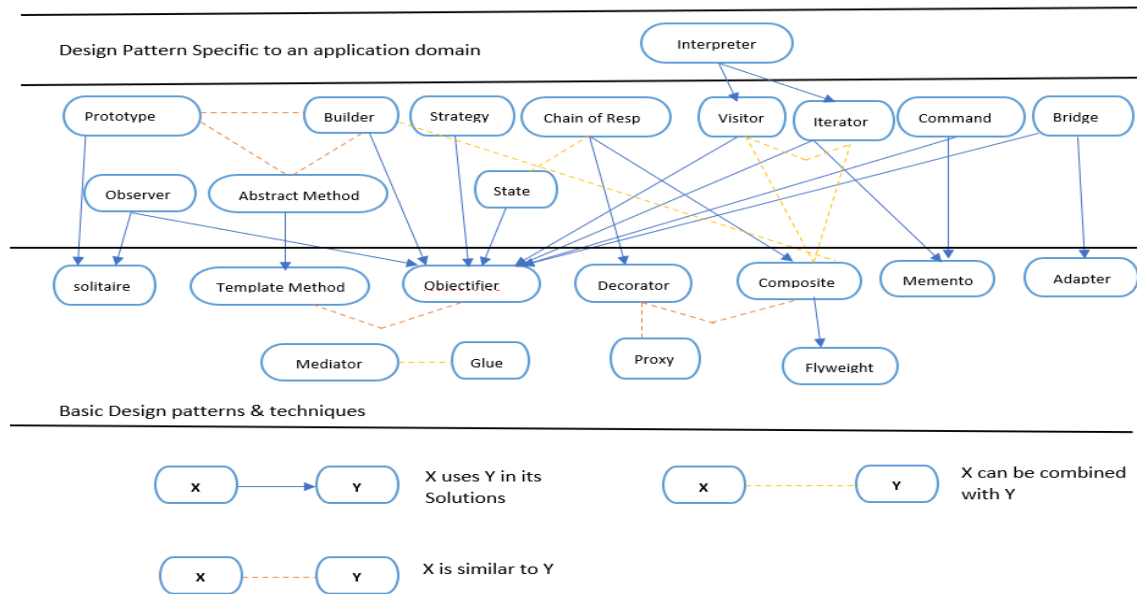 Design Pattern Specific to an application domain
Interpreter
Prototype
Builder
Strategy
Chain of Resp
Visitor
Iterator
Command
Bridge
Observer
Abstract Method
State
solitaire
Template Method
Objectifier
Decorator
Composite
Memento
Adapter
Mediator
Glue
Proxy
Flyweight
Basic Design patterns & techniques
X
Y
X uses Y in its
Solutions
X
Y
X can be combined
with Y
X
Y
X is similar to Y